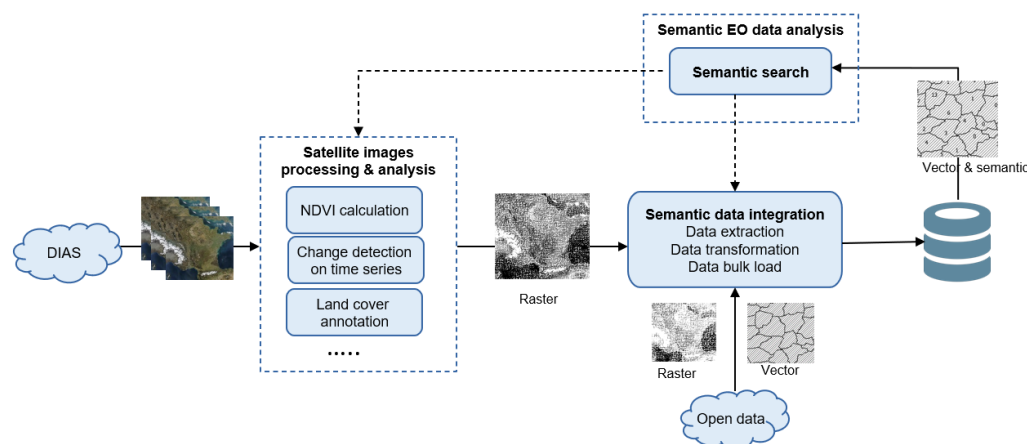 Semantic EO data analysis
Semantic search
Vector & semantic
Satellite images
processing & analysis
NDVI calculation
Change detection
on time series
Land cover
annotation
.....
DIAS
Raster
Semantic data integration
Data extraction
Data transformation
Data bulk load
Raster
Vector
Open data